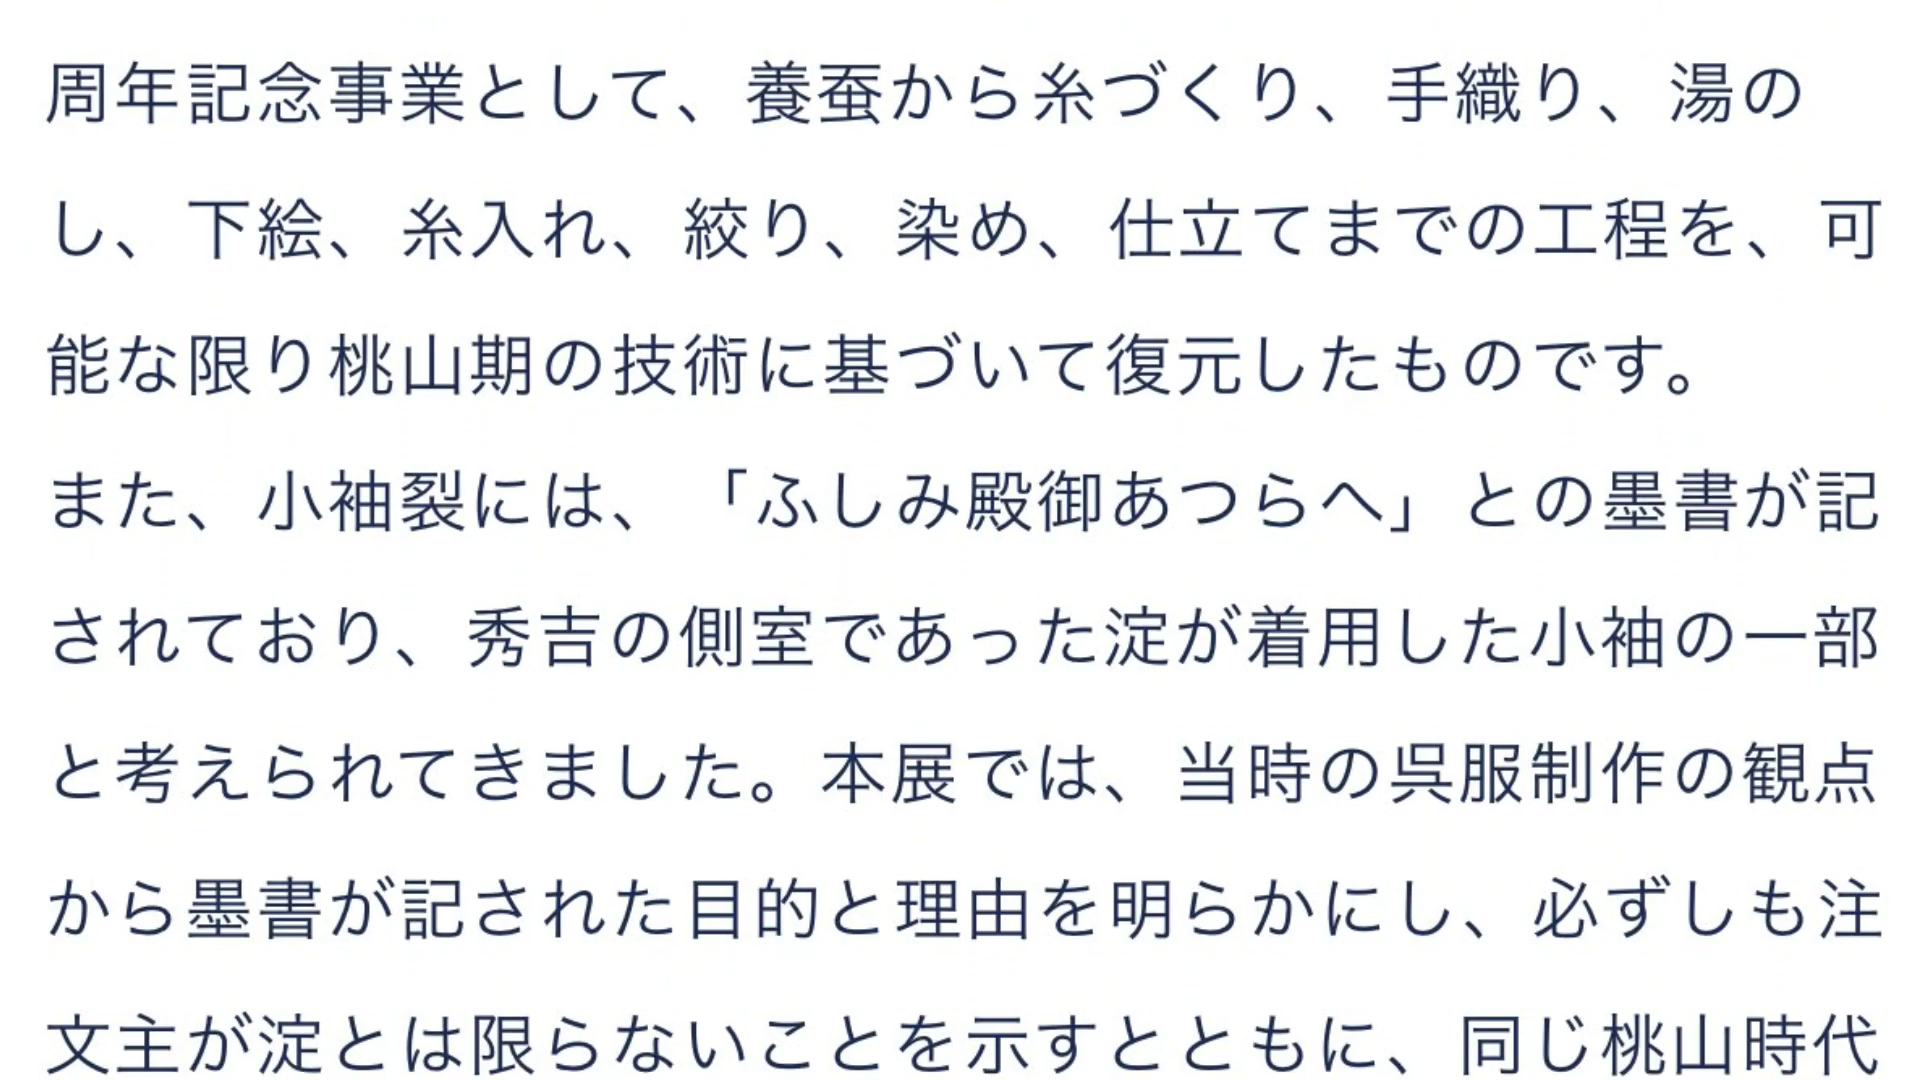 周年記念事業として、養蚕から糸づくり、手織り、湯の
し、下絵、糸入れ、絞り、染め、仕立てまでの工程を、可
能な限り桃山期の技術に基づいて復元したものです。
また、小袖裂には、「ふしみ殿御あつらへ」との墨書が記
されており、秀吉の側室であった淀が着用した小袖の一部
と考えられてきました。本展では、当時の呉服制作の観点
から墨書が記された目的と理由を明らかにし、必ずしも注
文主が淀とは限らないことを示すとともに、同じ桃山時代